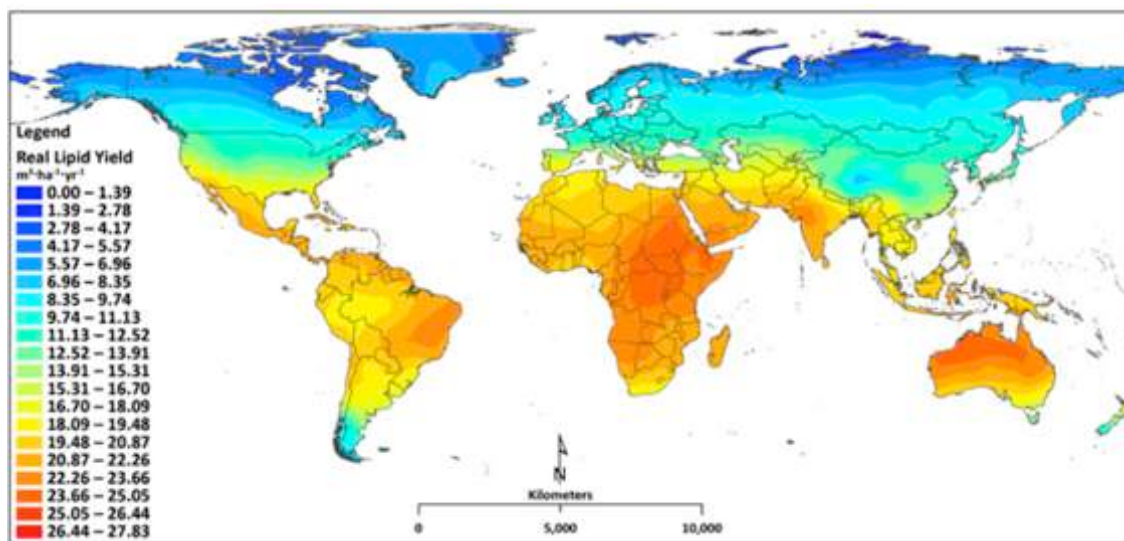 Legend
Real Lipid Yield
m³·ha⁻¹·yr⁻¹
0.00 – 1.39
1.39 – 2.78
2.78 – 4.17
4.17 – 5.57
5.57 – 6.96
6.96 – 8.35
8.35 – 9.74
9.74 – 11.13
11.13 – 12.52
12.52 – 13.91
13.91 – 15.31
15.31 – 16.70
16.70 – 18.09
18.09 – 19.48
19.48 – 20.87
20.87 – 22.26
22.26 – 23.66
23.66 – 25.05
25.05 – 26.44
26.44 – 27.83
N
Kilometers
0 5,000 10,000